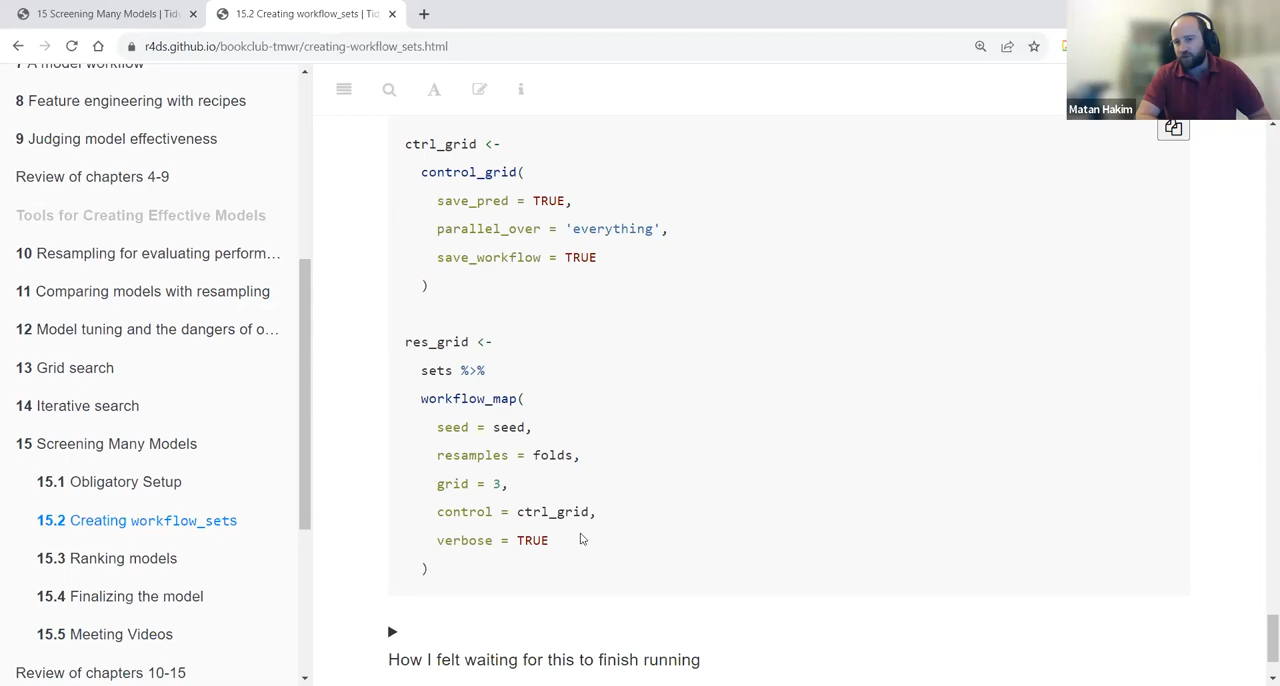 15 Screening Many Models | Tidy
15.2 Creating workflow_sets | Tid
r4ds.github.io/bookclub-tmwr/creating-workflow_sets.html
Matan Hakim
7 A model workflow
8 Feature engineering with recipes
9 Judging model effectiveness
Review of chapters 4-9
Tools for Creating Effective Models
10 Resampling for evaluating perform…
11 Comparing models with resampling
12 Model tuning and the dangers of o…
13 Grid search
14 Iterative search
15 Screening Many Models
15.1 Obligatory Setup
15.2 Creating workflow_sets
15.3 Ranking models
15.4 Finalizing the model
15.5 Meeting Videos
Review of chapters 10-15
ctrl_grid <-
control_grid(
save_pred = TRUE,
parallel_over = 'everything',
save_workflow = TRUE
)
res_grid <-
sets %>%
workflow_map(
seed = seed,
resamples = folds,
grid = 3,
control = ctrl_grid,
verbose = TRUE
)
How I felt waiting for this to finish running